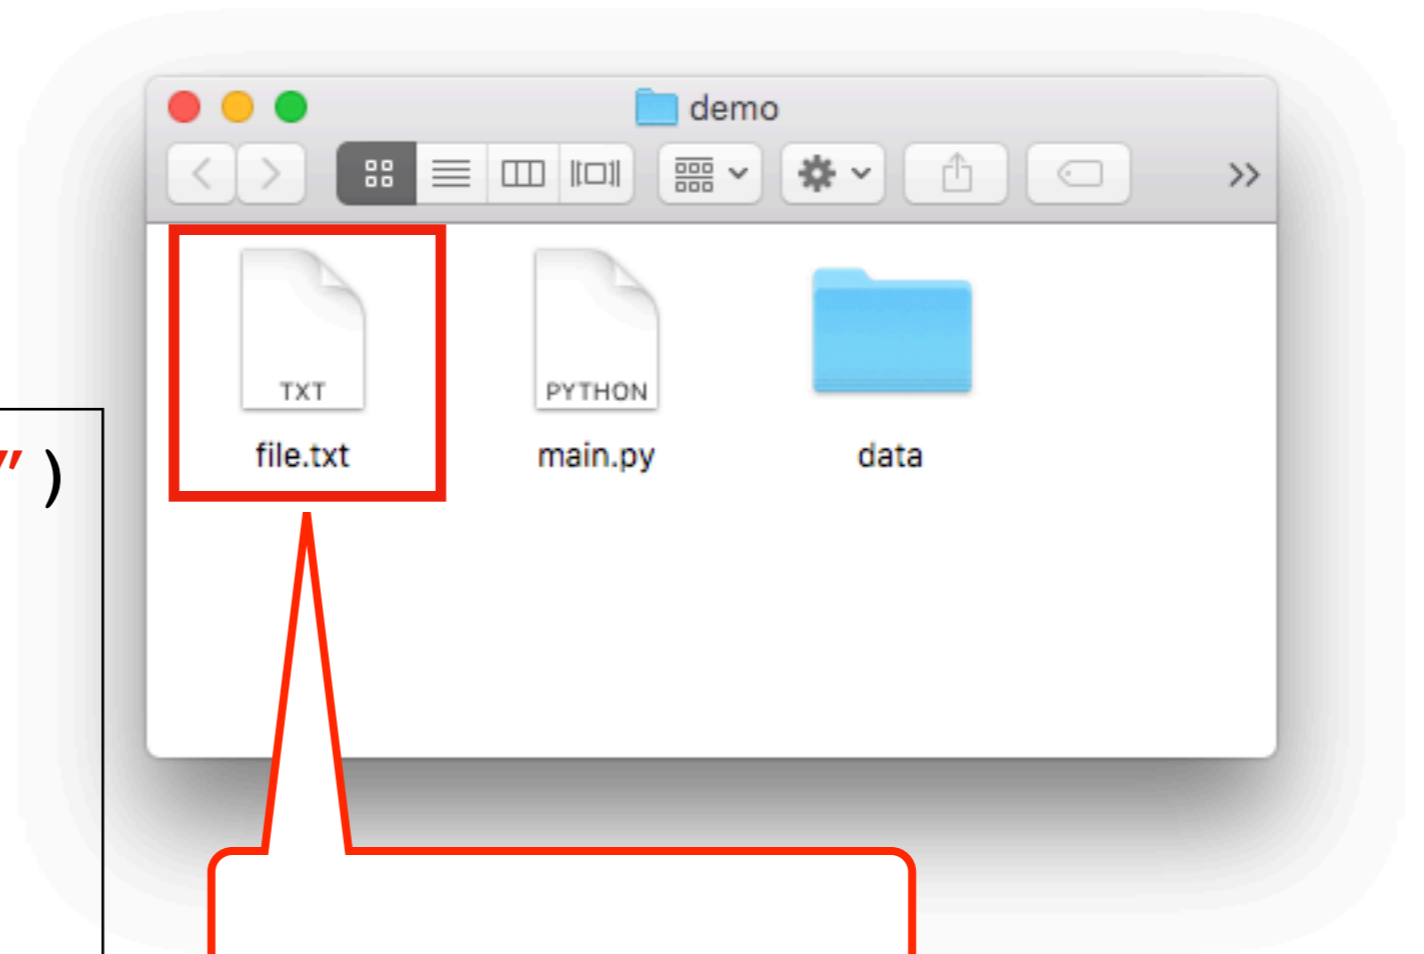 demo
TXT
PYTHON
file.txt
main.py
data
”)